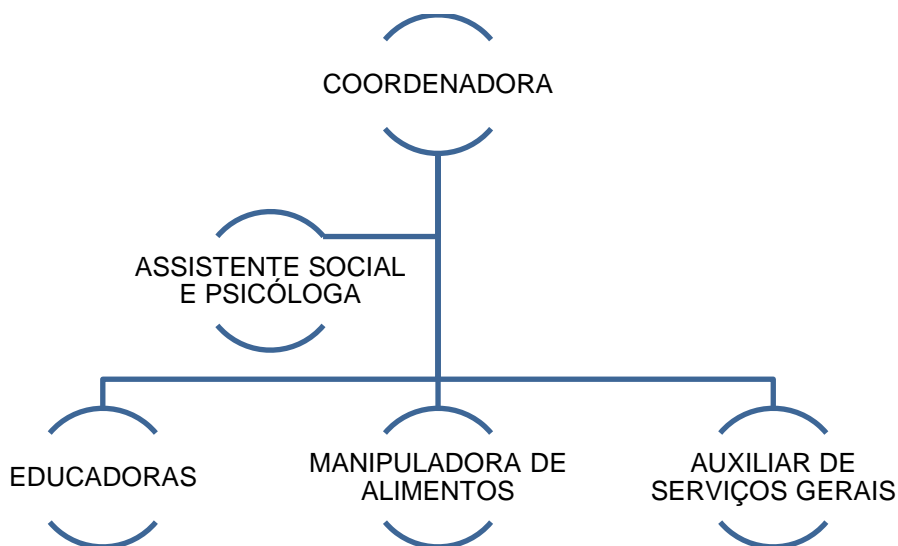 COORDENADORA
ASSISTENTE SOCIAL
E PSICÓLOGA
EDUCADORAS
MANIPULADORA DE
ALIMENTOS
AUXILIAR DE
SERVIÇOS GERAIS